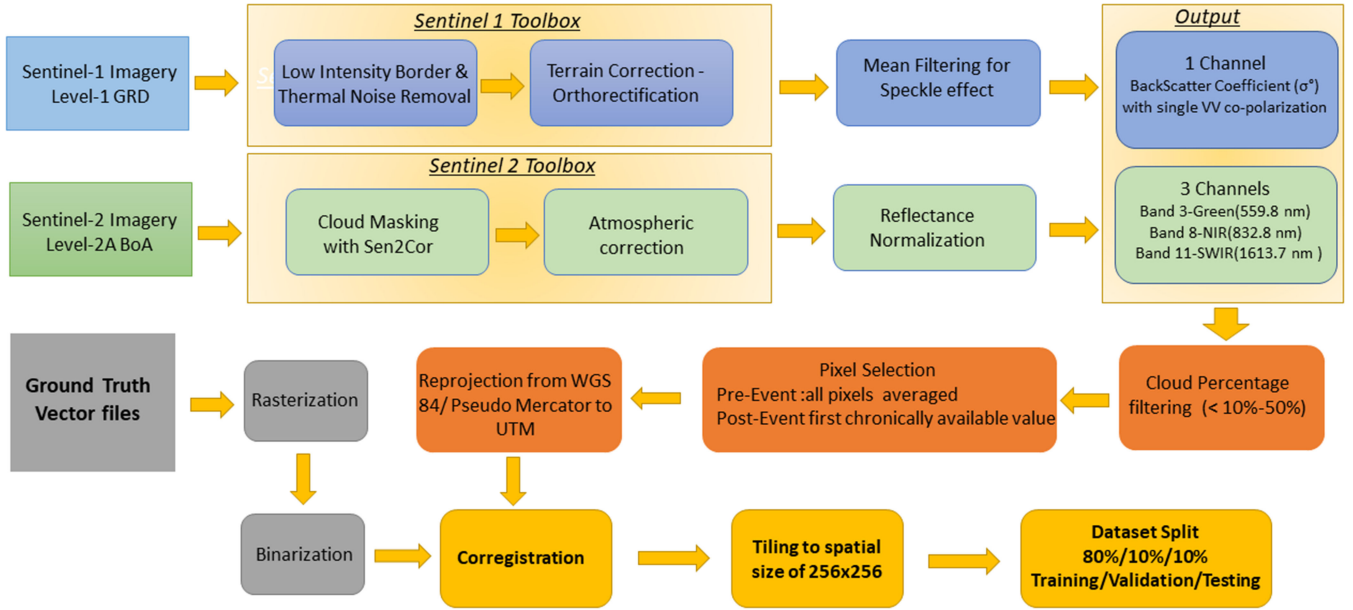 Sentinel 1 Toolbox
Output
Sentinel-1 Imagery
Level-1 GRD
Low Intensity Border &
Thermal Noise Removal
Terrain Correction -
Orthorectification
Mean Filtering for
Speckle effect
1 Channel
BackScatter Coefficient (σ°)
with single VV co-polarization
Sentinel 2 Toolbox
Sentinel-2 Imagery
Level-2A BoA
Cloud Masking
with Sen2Cor
Atmospheric
correction
Reflectance
Normalization
3 Channels
Band 3-Green(559.8 nm)
Band 8-NIR(832.8 nm)
Band 11-SWIR(1613.7 nm )
Ground Truth
Vector files
Rasterization
Reprojection from WGS
84/ Pseudo Mercator to
UTM
Pixel Selection
Pre-Event :all pixels averaged
Post-Event first chronically available value
Cloud Percentage
filtering (< 10%-50%)
Binarization
Corregistration
Tiling to spatial
size of 256x256
Dataset Split
80%/10%/10%
Training/Validation/Testing